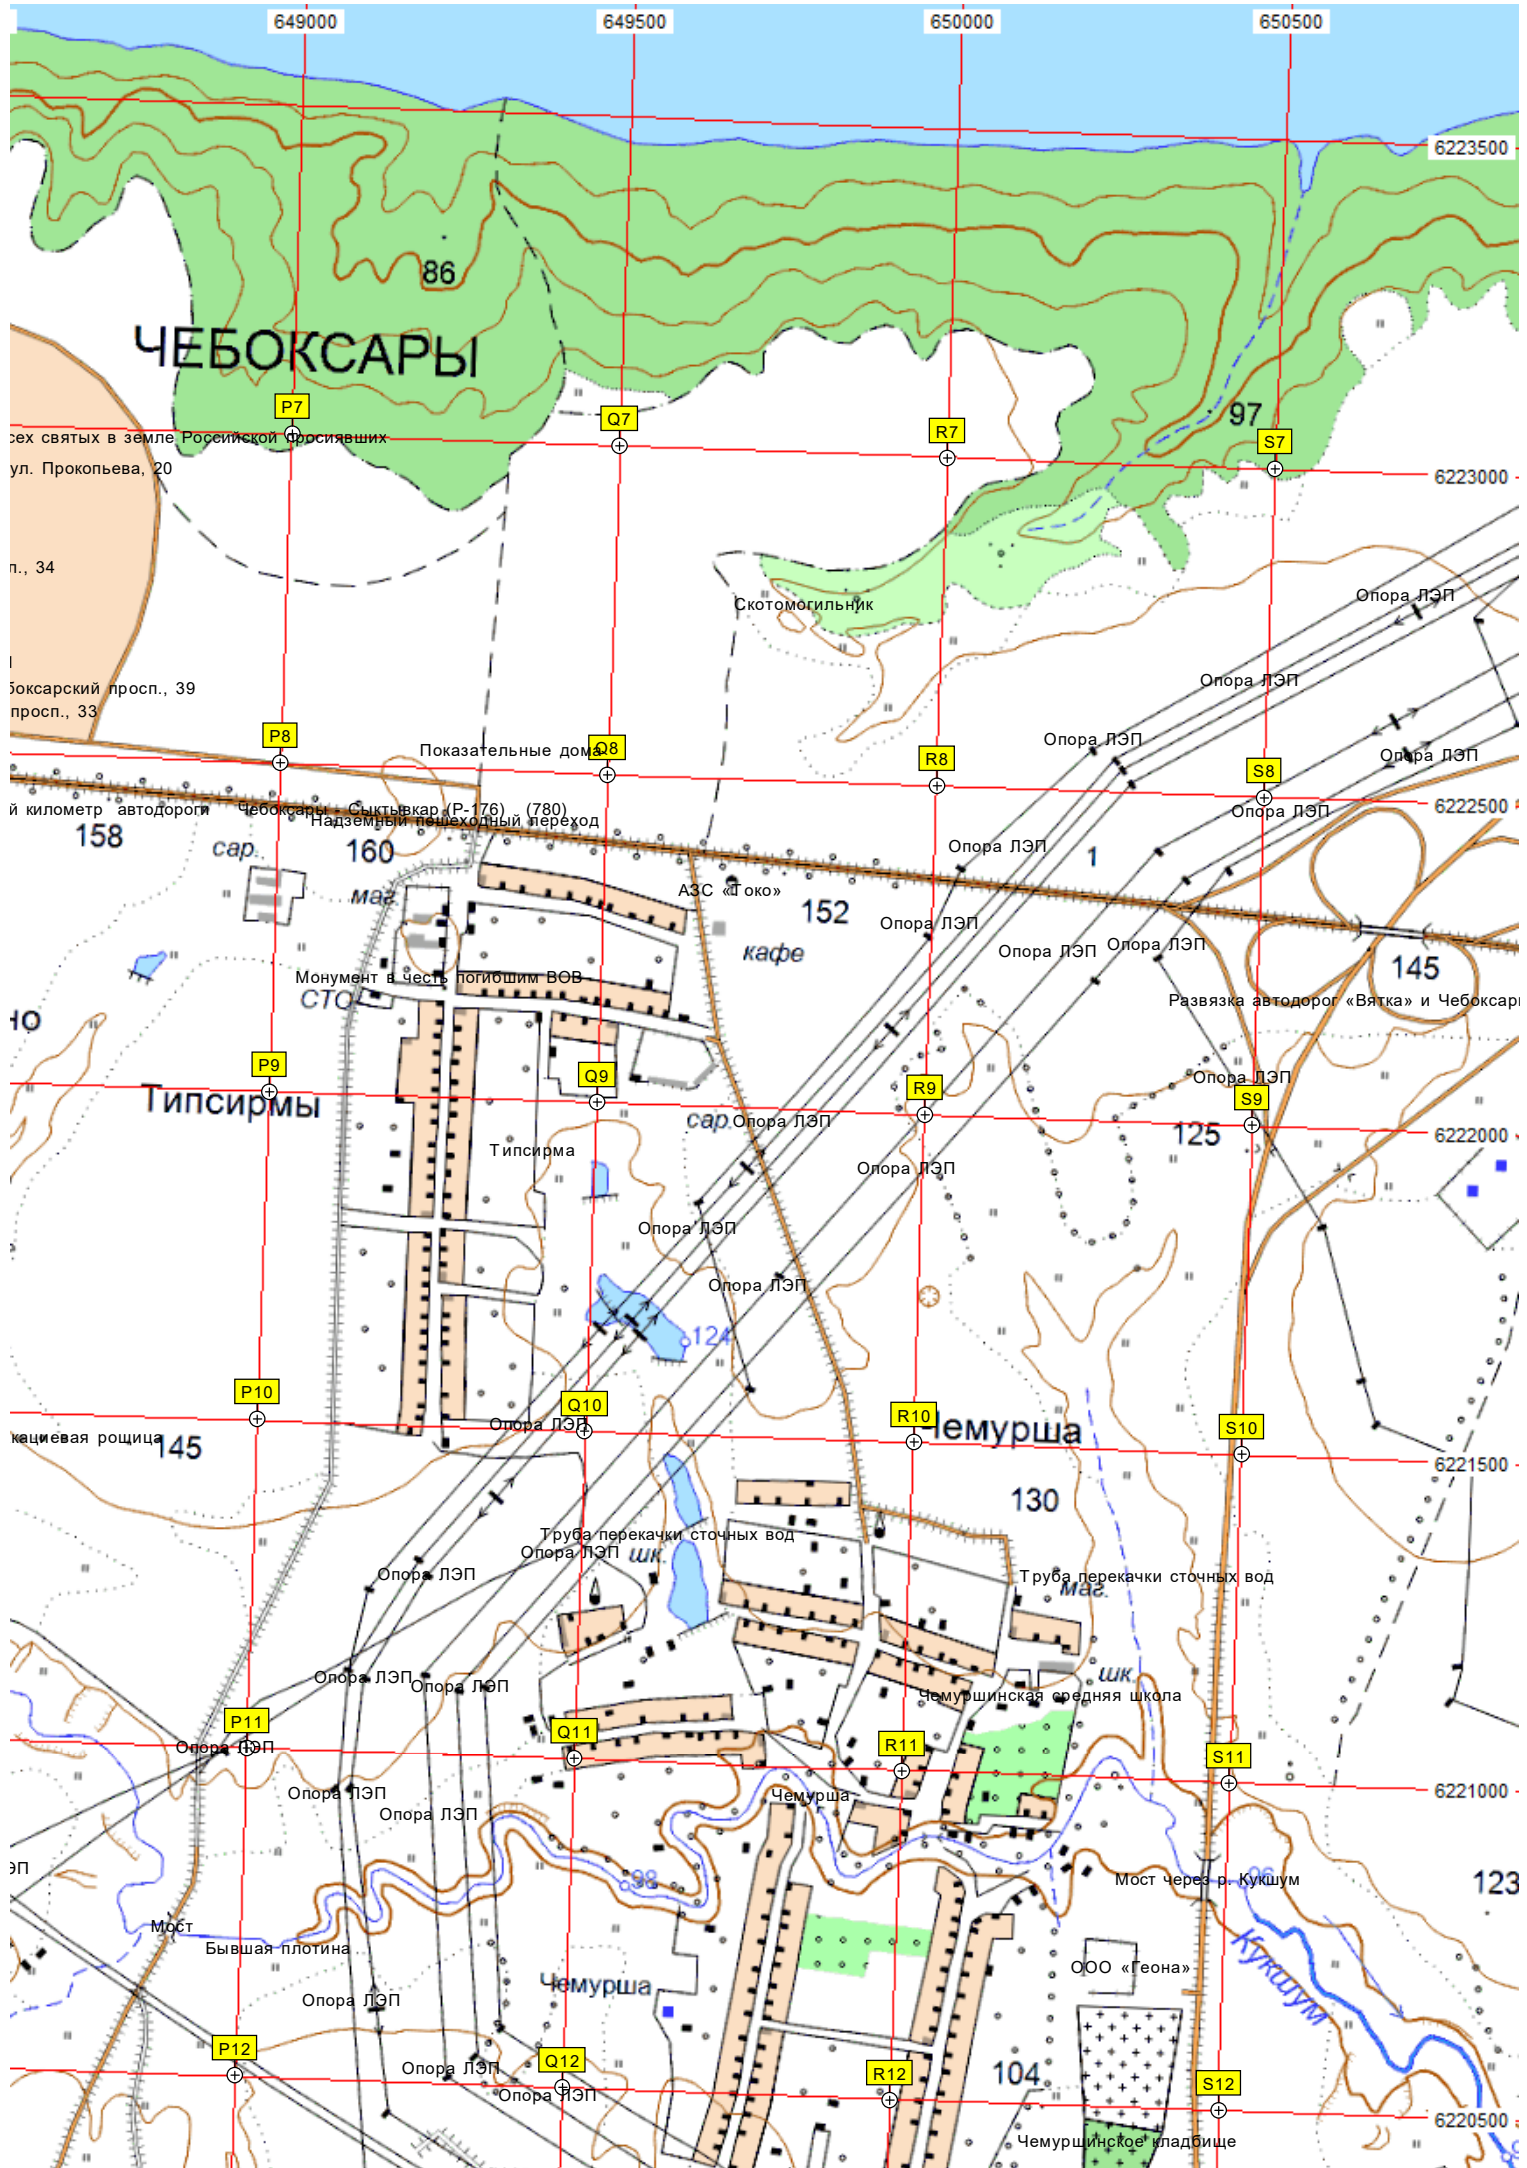 649000 649500 650000 650500
6223500
86
ЧЕБОКСАРЫ
P7
Q7
97
R7
S7
сех святых в земле Российской просиявших
ул. Прокопьева, 20
6223000
п., 34
Опора ЛЭП
Скотомогильник
Опора ЛЭП
боксарский просп., 39
просп., 33
P8
Опора ЛЭП
Показательные дома
Q8
R8
Опора ЛЭП
S8
6222500
й километр автодороги Чебоксары - Сыктывкар (Р-176) (780)
Опора ЛЭП
Надземный пешеходный переход
158
сар.
160
Опора ЛЭП
1
маг.
АЗС «Токо»
152
Опора ЛЭП
кафе
Опора ЛЭП
Опора ЛЭП
145
Монумент в честь погибшим ВОВ
СТО
Развязка автодорог «Вятка» и Чебоксары
но
P9
Q9
R9
Опора ЛЭП
S9
Типсирмы
сар.
Опора ЛЭП
125
6222000
Типсирма
Опора ЛЭП
Опора ЛЭП
Опора ЛЭП
124
P10
Q10
R10
S10
Опора ЛЭП
Чемурша
кациевая рощица
145
6221500
130
Труба перекачки сточных вод
Опора ЛЭП
шк.
Опора ЛЭП
Труба перекачки сточных вод
маг.
Опора ЛЭП
Опора ЛЭП
шк.
Чемуршинская средняя школа
P11
Q11
R11
S11
Опора ЛЭП
Опора ЛЭП
Чемурша
6221000
Опора ЛЭП
ЭП
98
Мост через р. Кукшум
96
123
Мост
Бывшая плотина
Кукшум
ООО «Геона»
Чемурша
Опора ЛЭП
P12
Q12
R12
104
S12
Опора ЛЭП
Опора ЛЭП
6220500
Чемуршинское кладбище